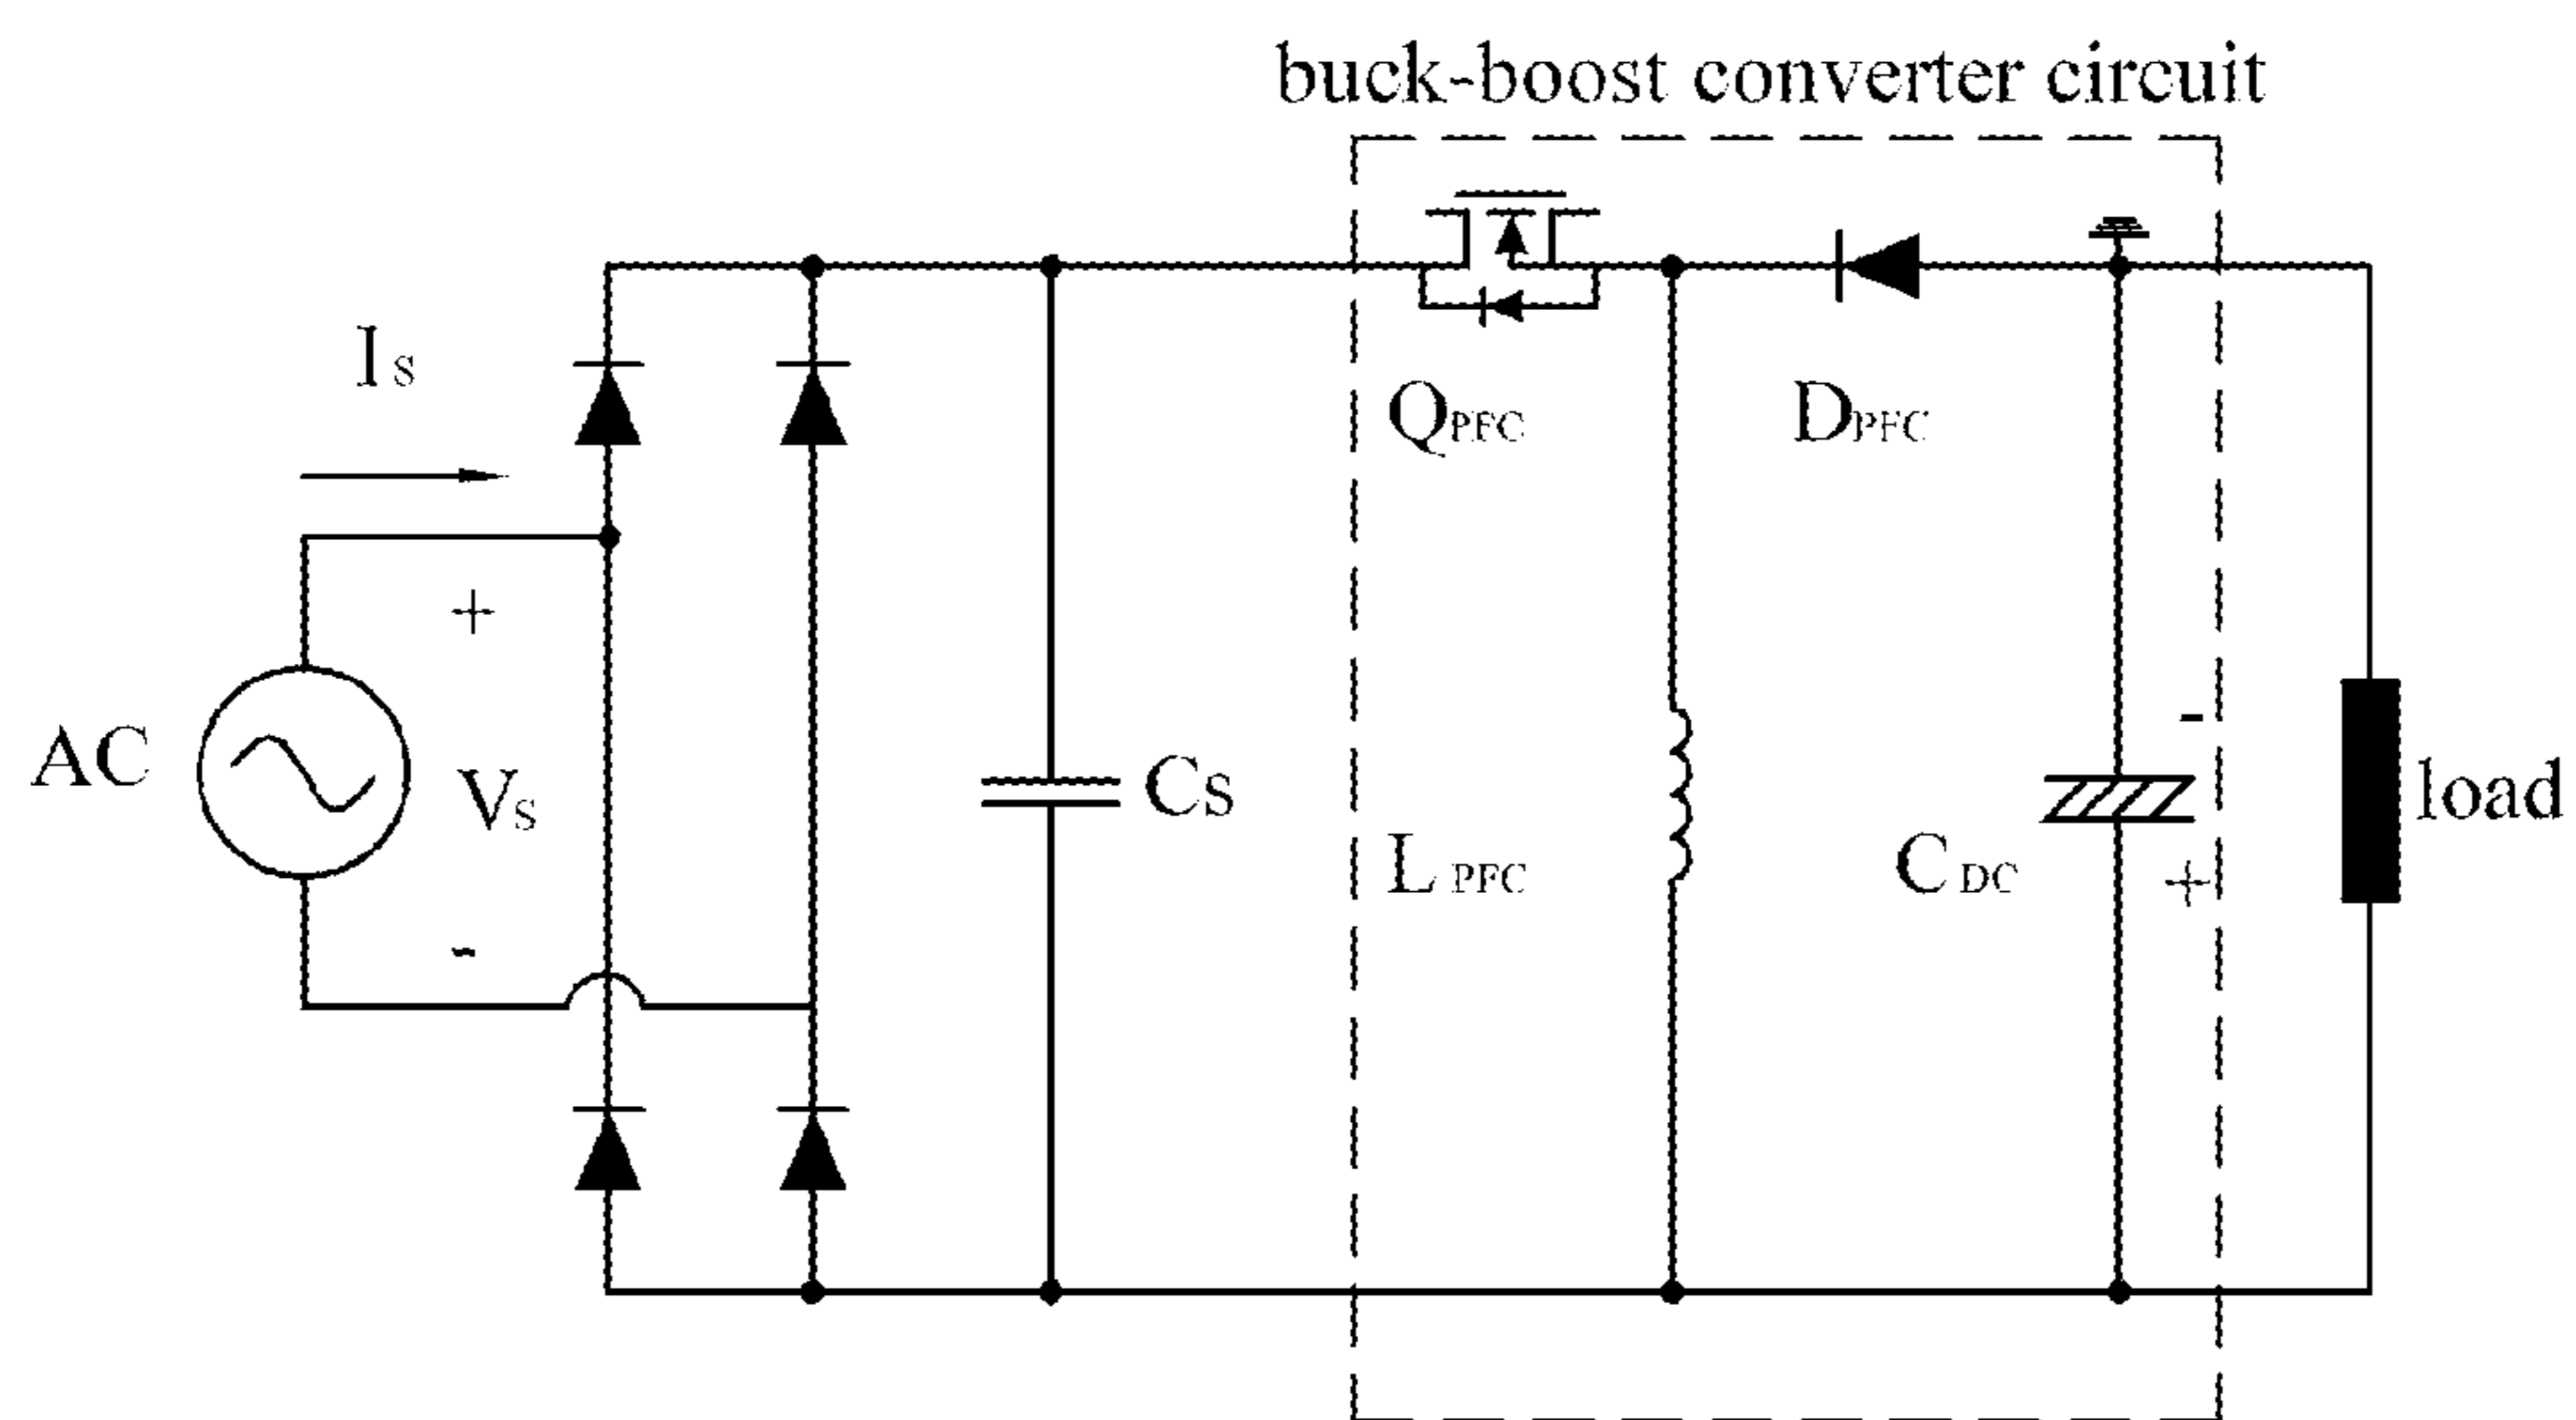 buck-boost converter circuit
Is
QPFC
DPFC
+
AC
Vs
-
Cs
LPFC
CDC
-
+
load